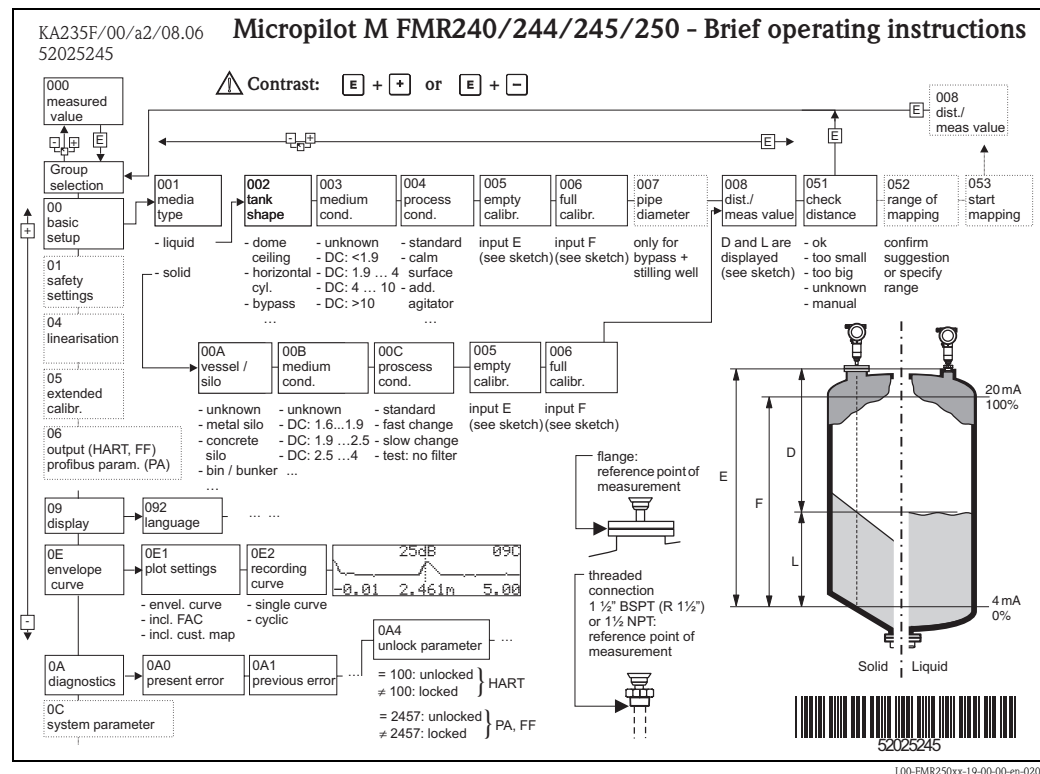 KA235F/00/a2/08.06
52025245
Micropilot M FMR240/244/245/250 - Brief operating instructions
Contrast: E + + or E + −
000
measured
value
- +
E
Group
selection
008
dist./
meas value
E
E
E
- +
00
basic
setup
001
media
type
002
tank
shape
003
medium
cond.
004
process
cond.
005
empty
calibr.
006
full
calibr.
007
pipe
diameter
008
dist./
meas value
051
check
distance
052
range of
mapping
053
start
mapping
- liquid
- solid
- dome
ceiling
- horizontal
cyl.
- bypass
…
- unknown
- DC: <1.9
- DC: 1.9 … 4
- DC: 4 … 10
- DC: >10
- standard
- calm
surface
- add.
agitator
…
input E
(see sketch)
input F
(see sketch)
only for
bypass +
stilling well
D and L are
displayed
(see sketch)
- ok
- too small
- too big
- unknown
- manual
confirm
suggestion
or specify
range
+
-
01
safety
settings
04
linearisation
05
extended
calibr.
06
output (HART, FF)
profibus param. (PA)
00A
vessel /
silo
00B
medium
cond.
00C
proscess
cond.
005
empty
calibr.
006
full
calibr.
- unknown
- metal silo
- concrete
silo
- bin / bunker
…
- unknown
- DC: 1.6...1.9
- DC: 1.9 ...2.5
- DC: 2.5 ...4
...
- standard
- fast change
- slow change
- test: no filter
input E
(see sketch)
input F
(see sketch)
09
display
092
language
... ...
0E
envelope
curve
0E1
plot settings
0E2
recording
curve
- envel. curve
- incl. FAC
- incl. cust. map
- single curve
- cyclic
25dB 09C
-0.01 2.461m 5.00
0A
diagnostics
0A0
present error
0A1
previous error
...
0A4
unlock parameter
...
= 100: unlocked
≠ 100: locked
HART
= 2457: unlocked
≠ 2457: locked
PA, FF
0C
system parameter
flange:
reference point of
measurement
threaded
connection
1 ½” BSPT (R 1½”)
or 1½ NPT:
reference point of
measurement
20 mA
100%
D
E
F
L
4 mA
0%
Solid Liquid
52025245
L00-FMR250xx-19-00-00-en-020